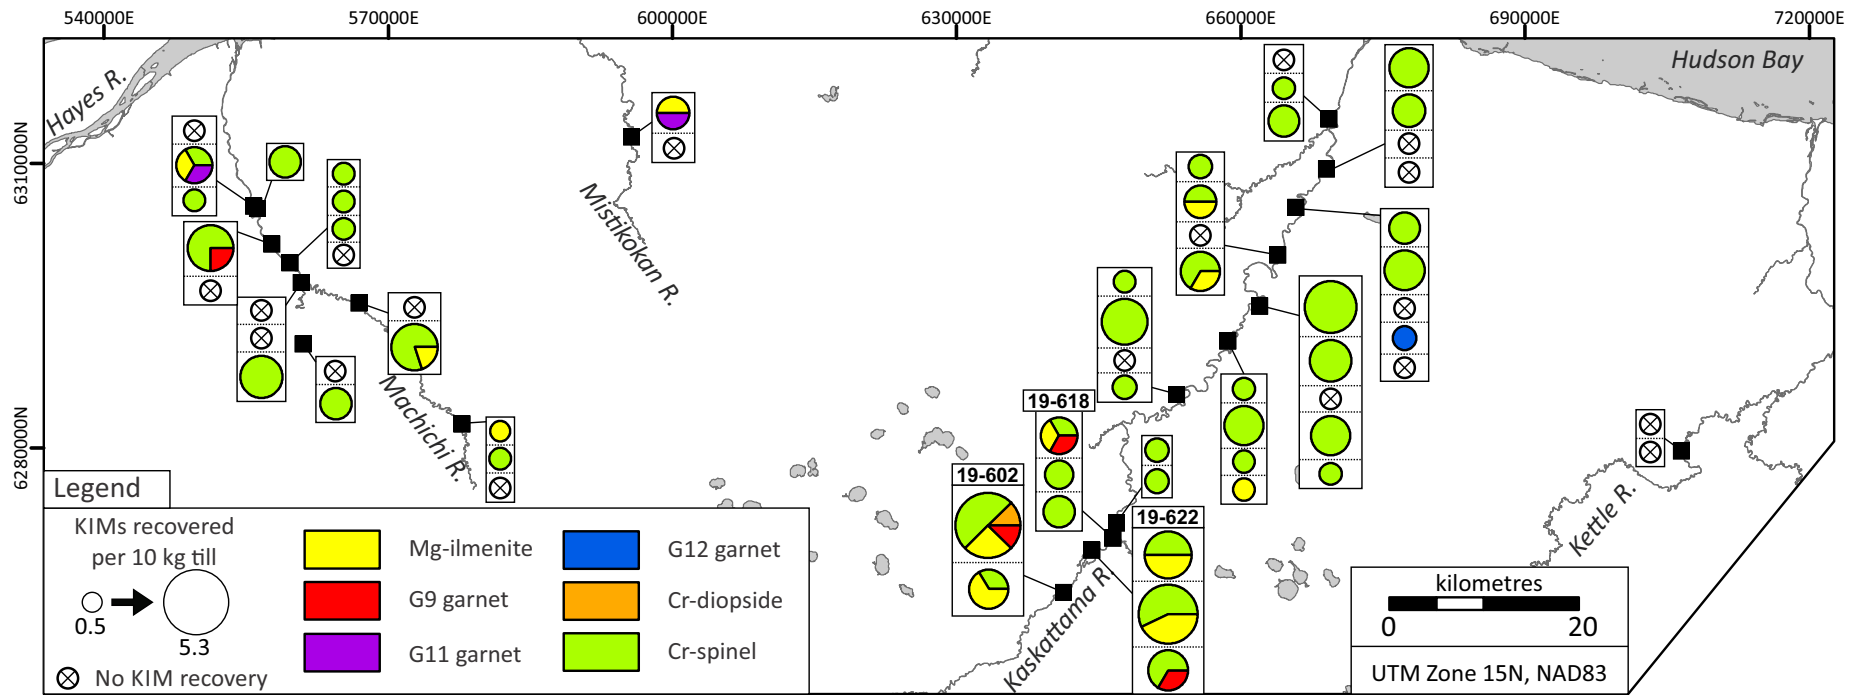 540000E
570000E
600000E
630000E
6600000E
690000E
720000E
6310000N
6280000N
Hayes R.
Hudson Bay
Mistikokan R.
Machichi R.
19-618
19-602
19-622
Kaskattama R.
Kettle R.
Legend
KIMs recovered
per 10 kg till
0.5
5.3
No KIM recovery
Mg-ilmenite
G9 garnet
G11 garnet
G12 garnet
Cr-diopside
Cr-spinel
kilometres
0 20
UTM Zone 15N, NAD83